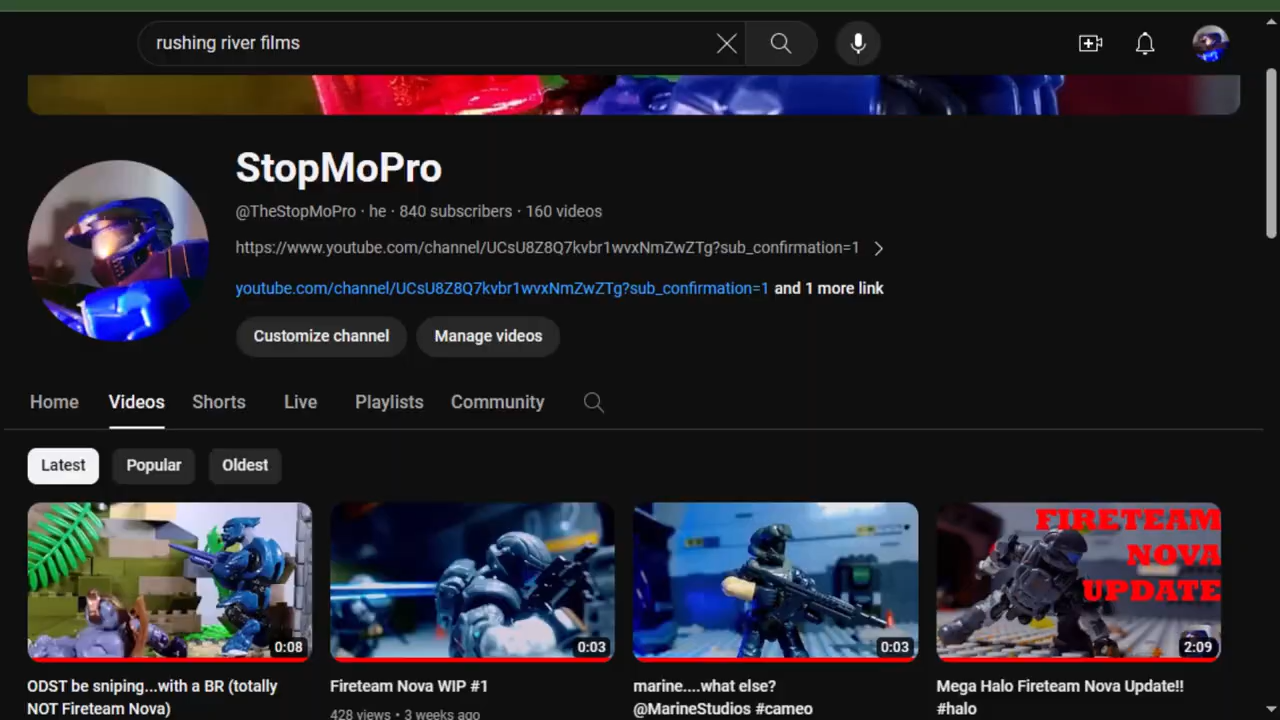 rushing river films
StopMoPro
@TheStopMoPro · he · 840 subscribers · 160 videos
https://www.youtube.com/channel/UCsU8Z8Q7kvbr1wvxNmZwZTg?sub_confirmation=1
youtube.com/channel/UCsU8Z8Q7kvbr1wvxNmZwZTg?sub_confirmation=1 and 1 more link
Customize channel Manage videos
Home Videos Shorts Live Playlists Community
Latest Popular Oldest
FIRETEAM
NOVA
UPDATE
0:08 0:03 0:03 2:09
ODST be sniping...with a BR (totally
NOT Fireteam Nova)
Fireteam Nova WIP #1
428 views · 3 weeks ago
marine....what else?
@MarineStudios #cameo
Mega Halo Fireteam Nova Update!!
#halo